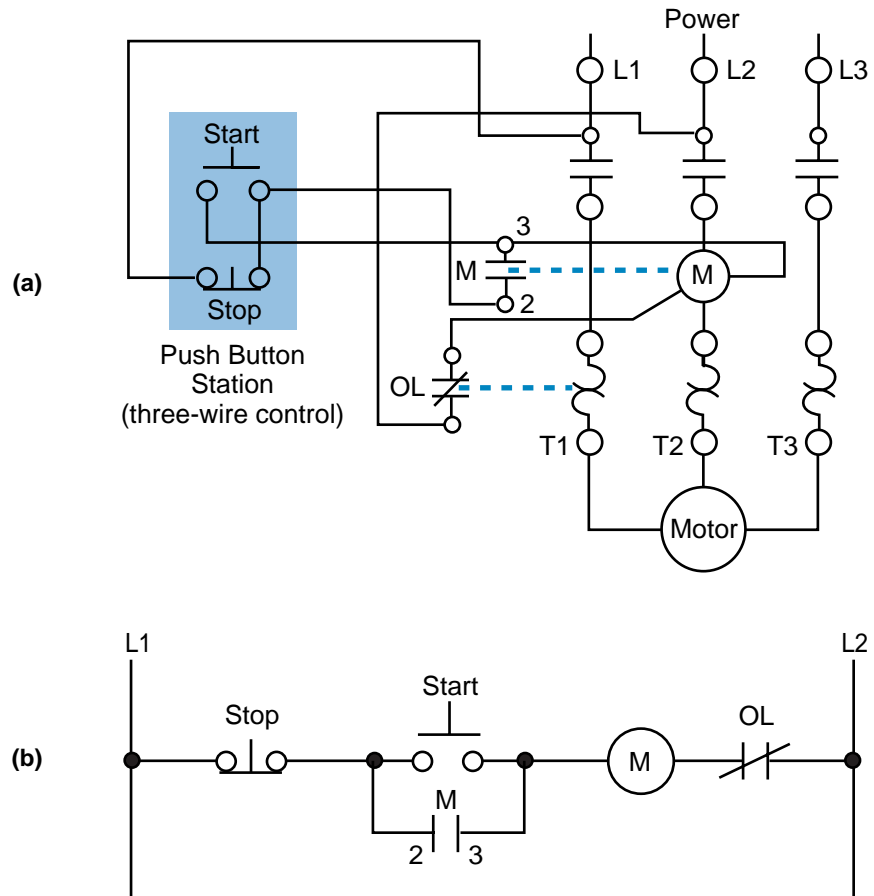 Power
L1
L2
L3
Start
3
M
M
(a)
2
Stop
Push Button
Station
(three-wire control)
OL
T1
T2
T3
Motor
L1
L2
Start
Stop
OL
(b)
M
M
2
3